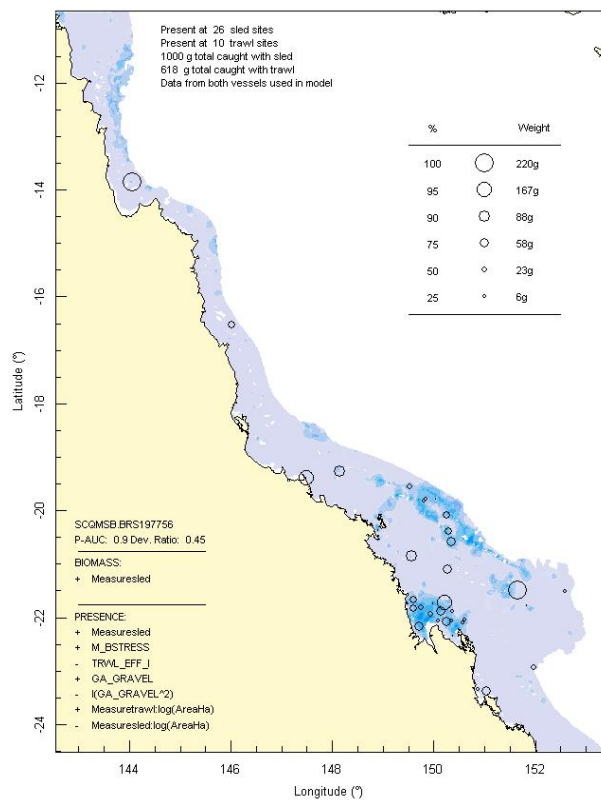 Present at 26 sled sites
Present at 10 trawl sites
1000 g total caught with sled
618 g total caught with trawl
Data from both vessels used in model
% Weight
100 220g
95 167g
90 88g
75 58g
50 23g
25 6g
-12
-14
-16
-18
-20
-22
-24
Latitude (°)
SCQMSB.BRS197756
P-AUC: 0.9 Dev. Ratio: 0.45
BIOMASS:
+ Measuresled
PRESENCE:
+ Measuresled
+ M_BSTRESS
- TRWL_EFF_I
+ GA_GRAVEL
- I(GA_GRAVEL^2)
+ Measuretrawl:log(AreaHa)
- Measuresled:log(AreaHa)
144 146 148 150 152
Longitude (°)